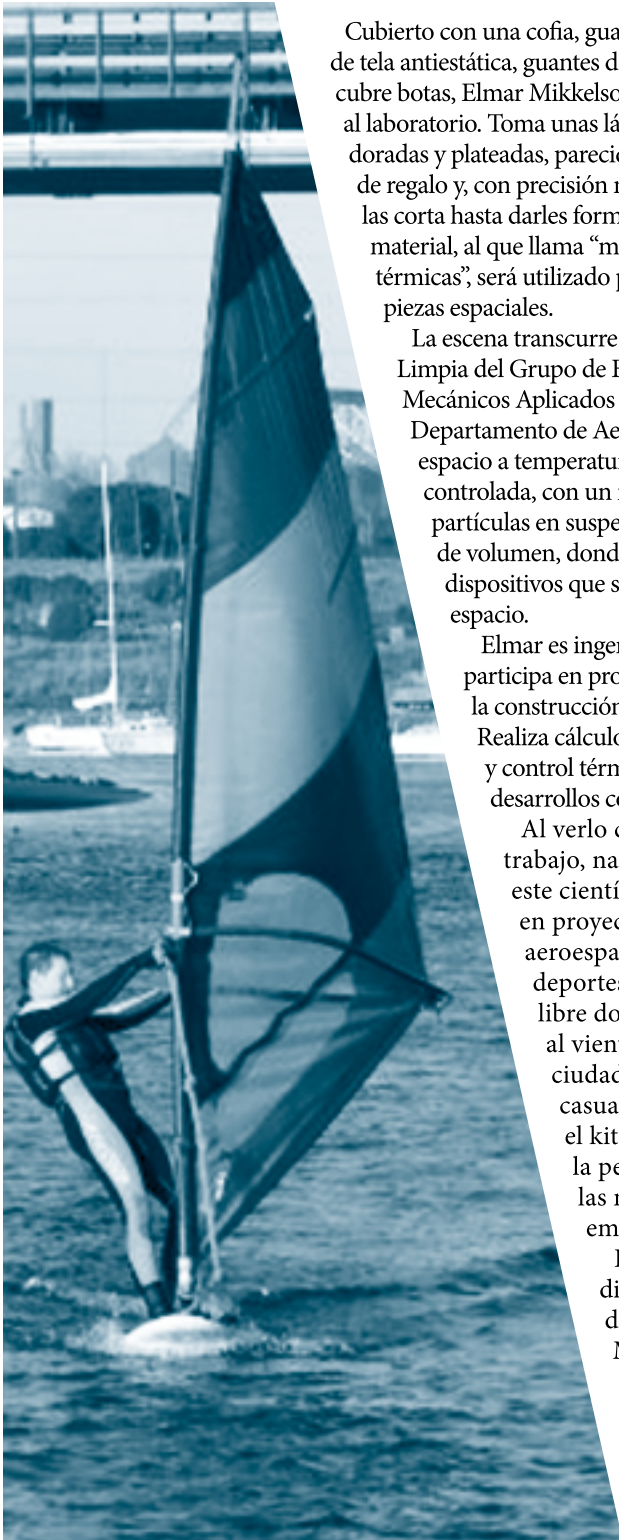 Cubierto con una cofia, gua
de tela antiestática, guantes d
cubre botas, Elmar Mikkelso
al laboratorio. Toma unas lá
doradas y plateadas, parecid
de regalo y, con precisión
las corta hasta darles form
material, al que llama “m
térmicas”, será utilizado p
piezas espaciales.
La escena transcurre
Limpia del Grupo de E
Mecánicos Aplicados
Departamento de Ae
espacio a temperatu
controlada, con un
partículas en suspe
de volumen, dond
dispositivos que s
espacio.
Elmar es inger
participa en pro
la construcción
Realiza cálculo
y control térm
desarrollos co
Al verlo
trabajo, na
este cientí
en proyec
aeroespa
deportes
libre do
al vien
ciudad
casua
el kit
la pe
las
em
di
d